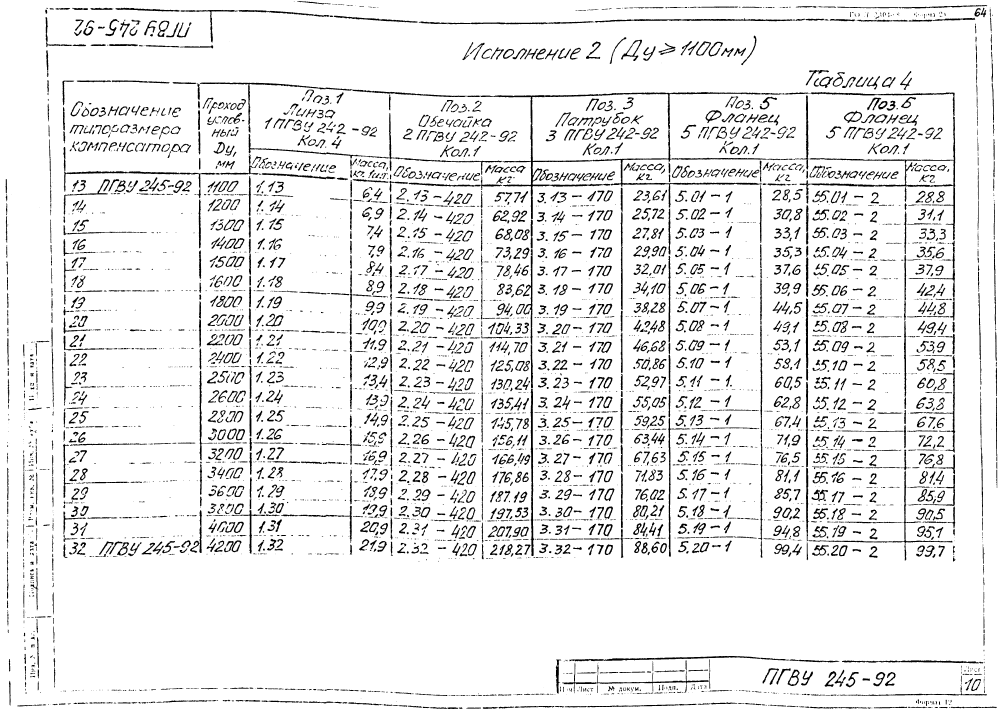 64
ПГВУ 245-92
Исполнение 2 (Ду ≥ 1100мм)
Таблица 4
Обозначение типоразмера компенсатора | Проход условный Ду, мм | Поз.1 Линза 1 ПГВУ 242-92 Кол. 4 | Поз.2 Обечайка 2 ПГВУ 242-92 Кол.1 | Поз. 3 Патрубок 3 ПГВУ 242-92 Кол.1 | Поз. 5 Фланец 5 ПГВУ 242-92 Кол.1 | Поз.6 Фланец 5 ПГВУ 242-92 Кол.1
Обозначение | Масса, кг 1шт. | Обозначение | Масса кг | Обозначение | Масса, кг | Обозначение | Масса, кг | Обозначение | Масса, кг
13 ПГВУ 245-92 | 1100 | 1.13 | 6,4 | 2.13-420 | 57,71 | 3.13-170 | 23,61 | 5.01-1 | 28,5 | 55.01-2 | 28,8
14 | 1200 | 1.14 | 6,9 | 2.14-420 | 62,92 | 3.14-170 | 25,72 | 5.02-1 | 30,8 | 55.02-2 | 31,1
15 | 1300 | 1.15 | 7,4 | 2.15-420 | 68,08 | 3.15-170 | 27,81 | 5.03-1 | 33,1 | 55.03-2 | 33,3
16 | 1400 | 1.16 | 7,9 | 2.16-420 | 73,29 | 3.16-170 | 29,90 | 5.04-1 | 35,3 | 55.04-2 | 35,6
17 | 1500 | 1.17 | 8,4 | 2.17-420 | 78,46 | 3.17-170 | 32,01 | 5.05-1 | 37,6 | 55.05-2 | 37,9
18 | 1600 | 1.18 | 8,9 | 2.18-420 | 83,62 | 3.18-170 | 34,10 | 5.06-1 | 39,9 | 55.06-2 | 42,4
19 | 1800 | 1.19 | 9,9 | 2.19-420 | 94,00 | 3.19-170 | 38,28 | 5.07-1 | 44,5 | 55.07-2 | 44,8
20 | 2000 | 1.20 | 10,9 | 2.20-420 | 104,33 | 3.20-170 | 42,48 | 5.08-1 | 49,1 | 55.08-2 | 49,4
21 | 2200 | 1.21 | 11,9 | 2.21-420 | 114,70 | 3.21-170 | 46,68 | 5.09-1 | 53,1 | 55.09-2 | 53,9
22 | 2400 | 1.22 | 12,9 | 2.22-420 | 125,08 | 3.22-170 | 50,86 | 5.10-1 | 58,1 | 55.10-2 | 58,5
23 | 2500 | 1.23 | 13,4 | 2.23-420 | 130,24 | 3.23-170 | 52,97 | 5.11-1 | 60,5 | 55.11-2 | 60,8
24 | 2600 | 1.24 | 13,9 | 2.24-420 | 135,41 | 3.24-170 | 55,05 | 5.12-1 | 62,8 | 55.12-2 | 63,8
25 | 2800 | 1.25 | 14,9 | 2.25-420 | 145,78 | 3.25-170 | 59,25 | 5.13-1 | 67,4 | 55.13-2 | 67,6
26 | 3000 | 1.26 | 15,9 | 2.26-420 | 156,11 | 3.26-170 | 63,44 | 5.14-1 | 71,9 | 55.14-2 | 72,2
27 | 3200 | 1.27 | 16,9 | 2.27-420 | 166,49 | 3.27-170 | 67,63 | 5.15-1 | 76,5 | 55.15-2 | 76,8
28 | 3400 | 1.28 | 17,9 | 2.28-420 | 176,86 | 3.28-170 | 71,83 | 5.16-1 | 81,1 | 55.16-2 | 81,4
29 | 3600 | 1.29 | 18,9 | 2.29-420 | 187,19 | 3.29-170 | 76,02 | 5.17-1 | 85,7 | 55.17-2 | 85,9
30 | 3800 | 1.30 | 19,9 | 2.30-420 | 197,53 | 3.30-170 | 80,21 | 5.18-1 | 90,2 | 55.18-2 | 90,5
31 | 4000 | 1.31 | 20,9 | 2.31-420 | 207,90 | 3.31-170 | 84,41 | 5.19-1 | 94,8 | 55.19-2 | 95,1
32 ПГВУ 245-92 | 4200 | 1.32 | 21,9 | 2.32-420 | 218,27 | 3.32-170 | 88,60 | 5.20-1 | 99,4 | 55.20-2 | 99,7
Лист № докум. Подп. Дата
ПГВУ 245-92
Лист
10
Формат 12